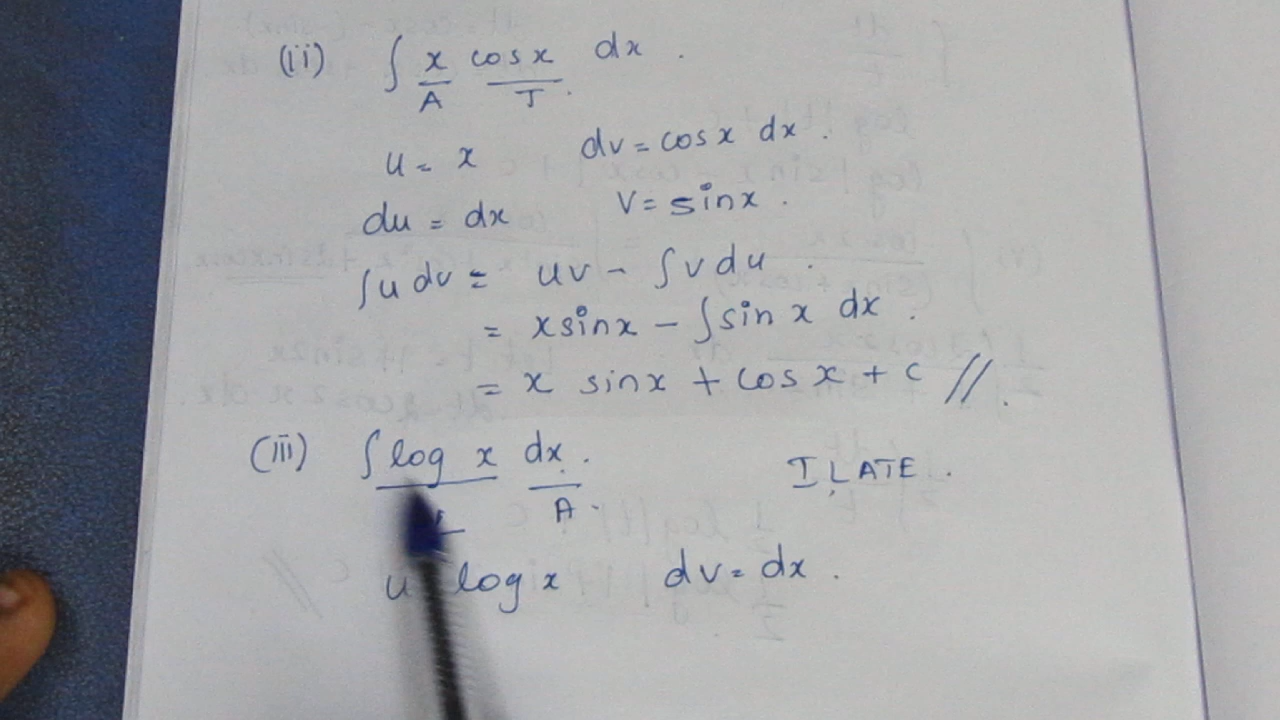 (ii) ∫ x cos x dx .
A T .
u = x dv = cos x dx .
du = dx v = sin x .
∫ u dv = uv - ∫ v du .
= x sin x - ∫ sin x dx .
= x sin x + cos x + c // .
(iii) ∫ log x dx . ILATE .
A .
u log x dv = dx .